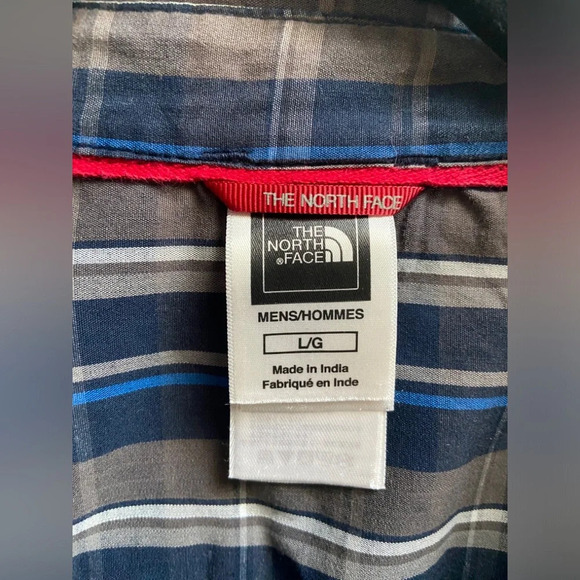 THE NORTH FACE
THE
NORTH
®FACE
MENS/HOMMES
L/G
Made in India
Fabriqué en Inde